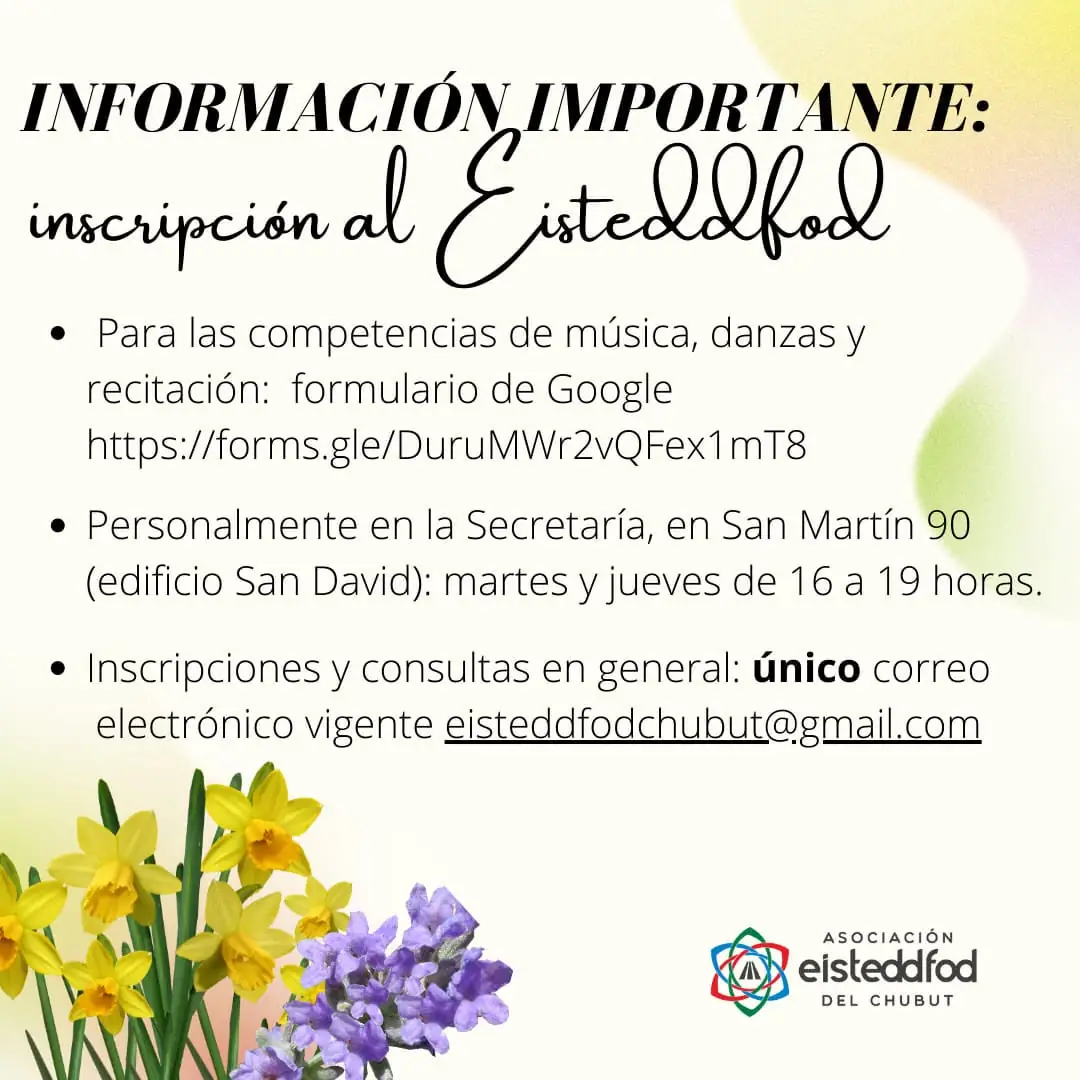 INFORMACIÓN IMPORTANTE:
inscripción al Eisteddfod
• Para las competencias de música, danzas y
recitación: formulario de Google
https://forms.gle/DuruMWr2vQFex1mT8
• Personalmente en la Secretaría, en San Martín 90
(edificio San David): martes y jueves de 16 a 19 horas.
• Inscripciones y consultas en general: único correo
electrónico vigente eisteddfodchubut@gmail.com
ASOCIACIÓN
eisteddfod
DEL CHUBUT